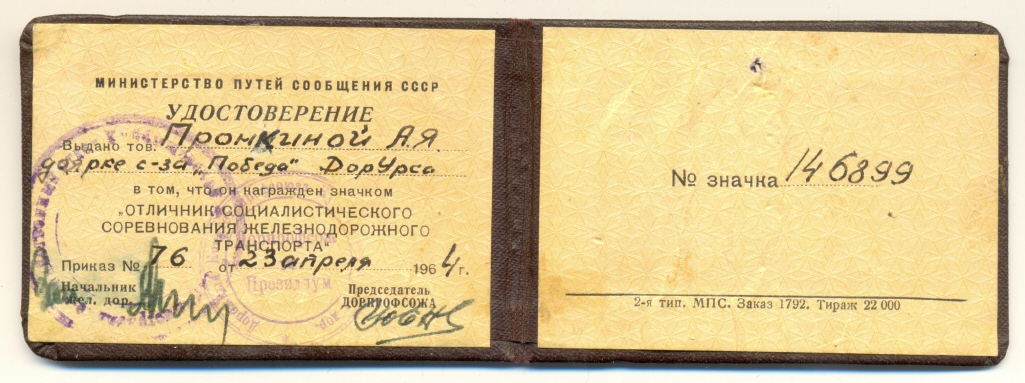 МИНИСТЕРСТВО ПУТЕЙ СООБЩЕНИЯ СССР
УДОСТОВЕРЕНИЕ
Выдано тов. Пронкиной А.Я.
доярке с-за „Победа" ДорУрса
в том, что он награжден значком
„ОТЛИЧНИК СОЦИАЛИСТИЧЕСКОГО
СОРЕВНОВАНИЯ ЖЕЛЕЗНОДОРОЖНОГО
ТРАНСПОРТА"
Приказ № 76 от 23 апреля 1964 г.
Начальник
жел. дор.
Председатель
ДОРПРОФСОЖА
Президиум
№ значка 146899
2-я тип. МПС. Заказ 1792. Тираж 22 000